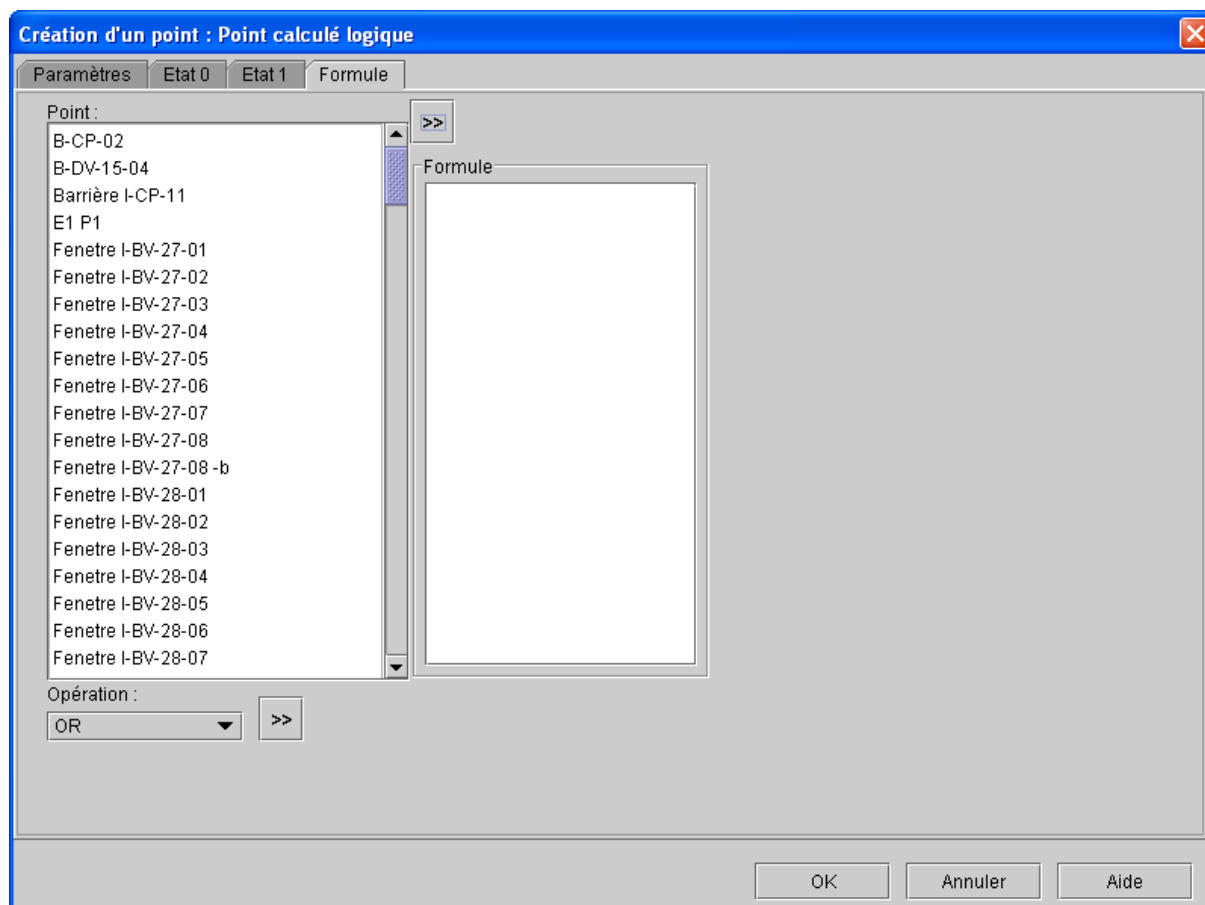 Création d'un point : Point calculé logique
Paramètres Etat 0 Etat 1 Formule
Point :
>>
B-CP-02
B-DV-15-04
Barrière I-CP-11
E1 P1
Fenetre I-BV-27-01
Fenetre I-BV-27-02
Fenetre I-BV-27-03
Fenetre I-BV-27-04
Fenetre I-BV-27-05
Fenetre I-BV-27-06
Fenetre I-BV-27-07
Fenetre I-BV-27-08
Fenetre I-BV-27-08 -b
Fenetre I-BV-28-01
Fenetre I-BV-28-02
Fenetre I-BV-28-03
Fenetre I-BV-28-04
Fenetre I-BV-28-05
Fenetre I-BV-28-06
Fenetre I-BV-28-07
Formule
Opération :
OR >>
OK Annuler Aide